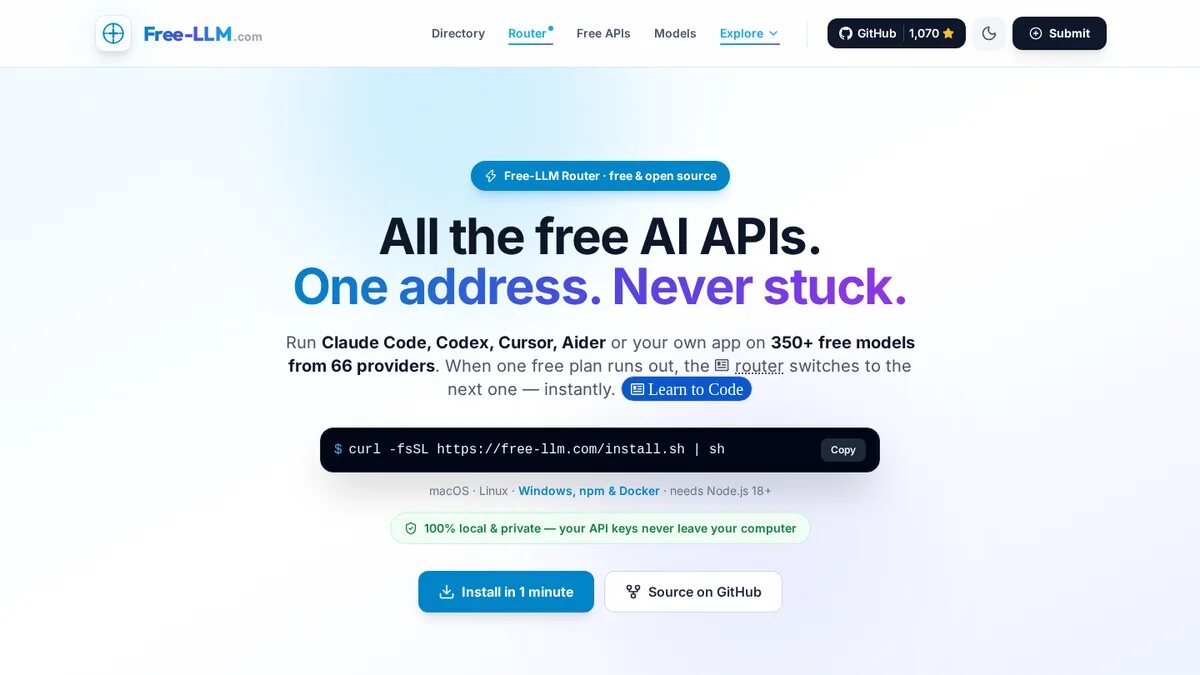 Free-LLM.com
Directory
Router
Free APIs
Models
Explore
GitHub 1,070
Submit
Free-LLM Router · free & open source
All the free AI APIs.
One address. Never stuck.
Run Claude Code, Codex, Cursor, Aider or your own app on 350+ free models
from 66 providers. When one free plan runs out, the router switches to the
next one — instantly. Learn to Code
$ curl -fsSL https://free-llm.com/install.sh | sh
Copy
macOS · Linux · Windows, npm & Docker · needs Node.js 18+
100% local & private — your API keys never leave your computer
Install in 1 minute
Source on GitHub